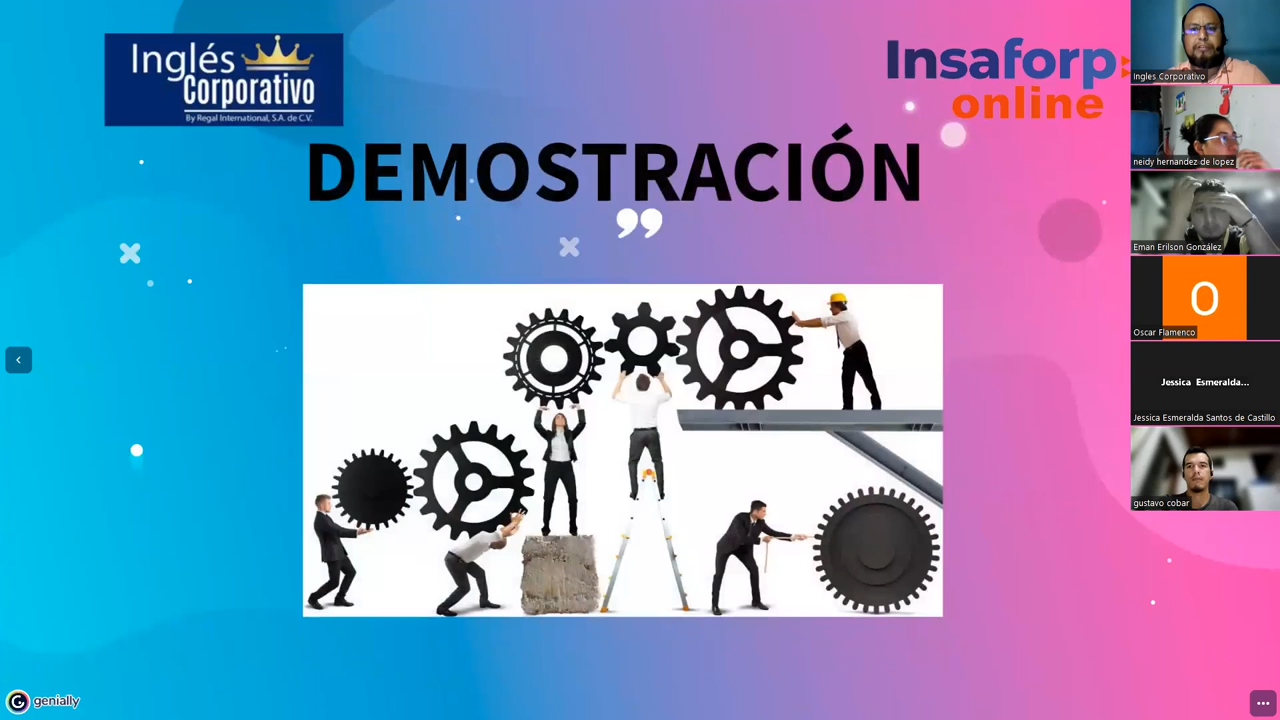 Inglés
Corporativo
By Regal International, S.A. de C.V.
Insaforp
online
DEMOSTRACIÓN
”
genially
Ingles Corporativo
neidy hernandez de lopez
Eman Erilson González
O
Oscar Flamenco
Jessica Esmeralda...
Jessica Esmeralda Santos de Castillo
gustavo cobar